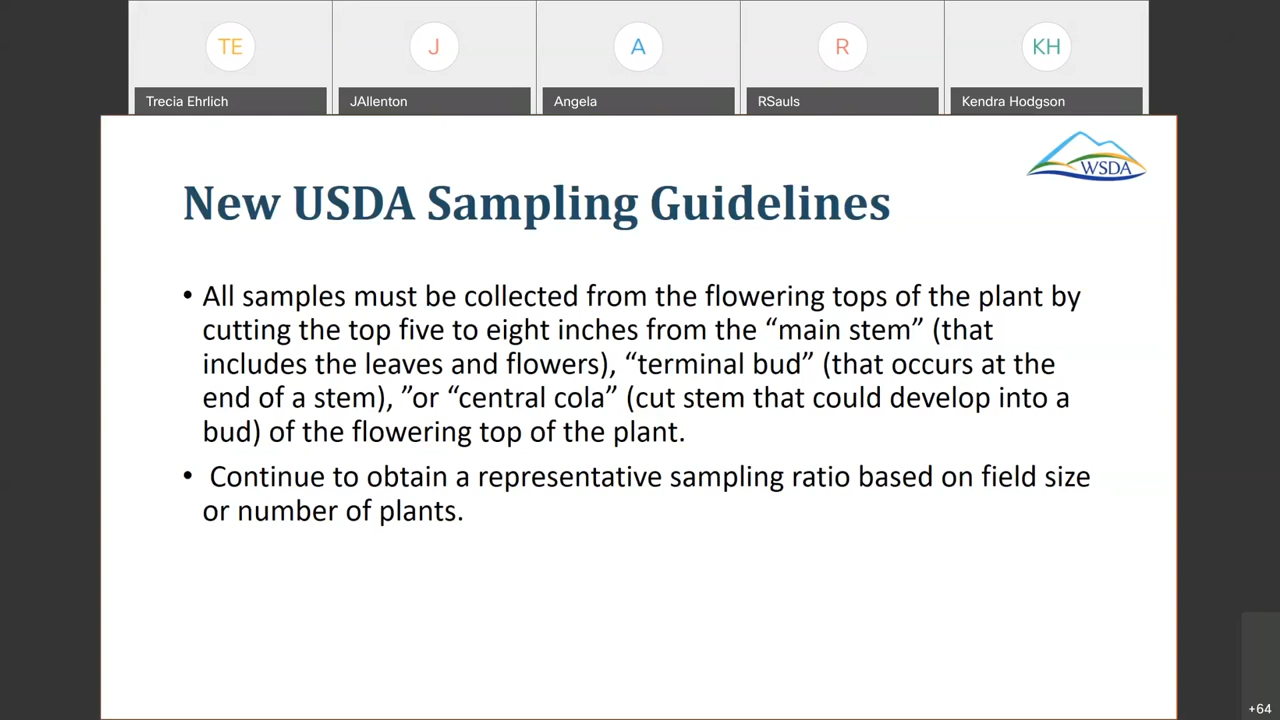 TE
J
A
R
KH
Trecia Ehrlich
JAllenton
Angela
RSauls
Kendra Hodgson
WSDA
New USDA Sampling Guidelines
• All samples must be collected from the flowering tops of the plant by
cutting the top five to eight inches from the “main stem” (that
includes the leaves and flowers), “terminal bud” (that occurs at the
end of a stem), ”or “central cola” (cut stem that could develop into a
bud) of the flowering top of the plant.
• Continue to obtain a representative sampling ratio based on field size
or number of plants.
+64